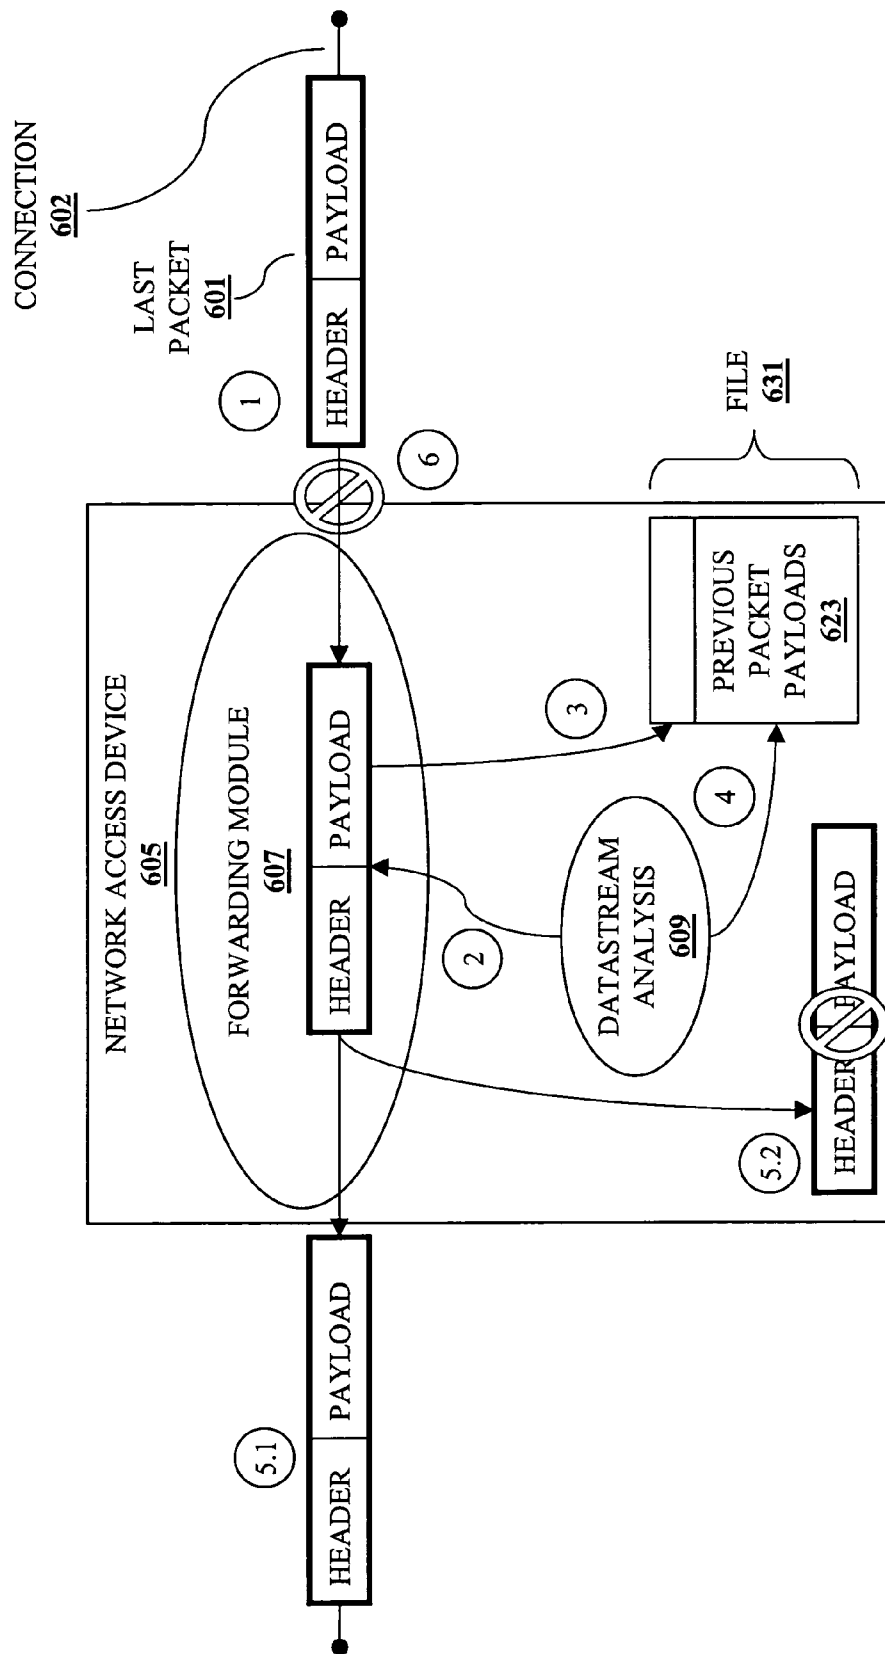 CONNECTION
602
LAST
PACKET
601
1
HEADER
PAYLOAD
6
NETWORK ACCESS DEVICE
605
FORWARDING MODULE
607
HEADER
PAYLOAD
2
3
DATASTREAM
ANALYSIS
609
4
PREVIOUS
PACKET
PAYLOADS
623
FILE
631
5.1
HEADER
PAYLOAD
5.2
HEADER
PAYLOAD